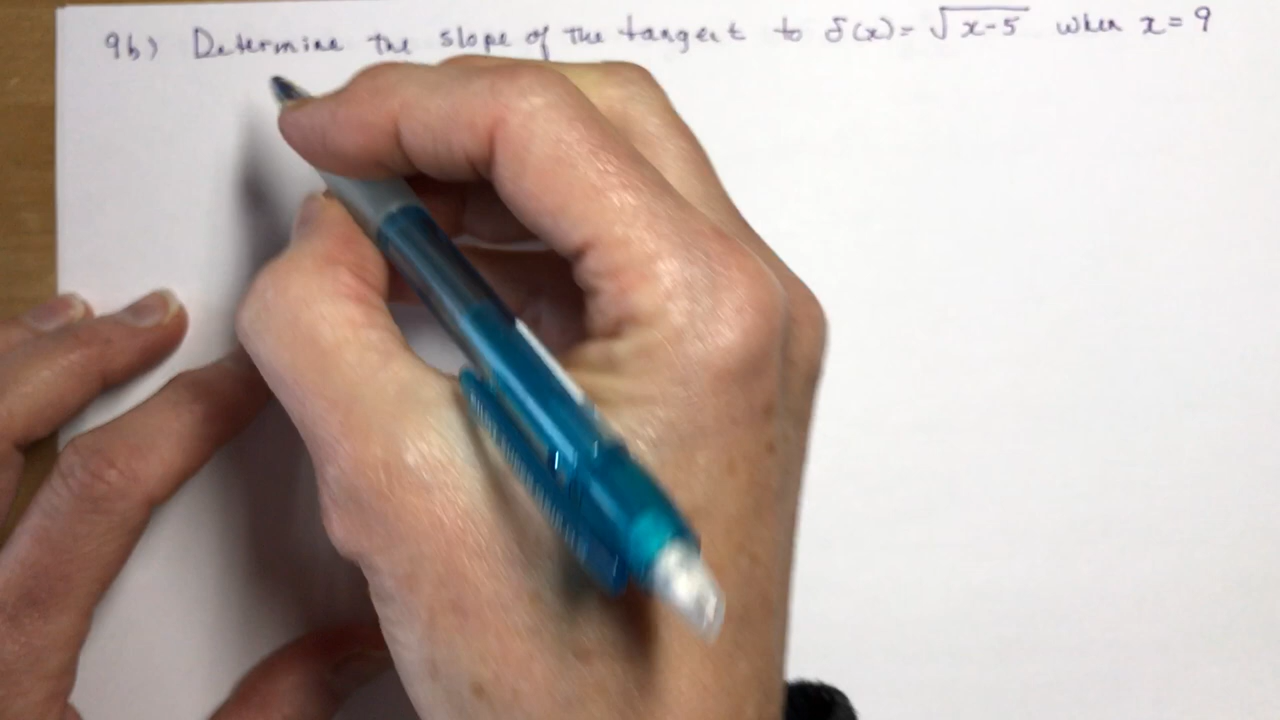 9b) Determine the slope of the tangent to f(x)= √x-5 when x=9